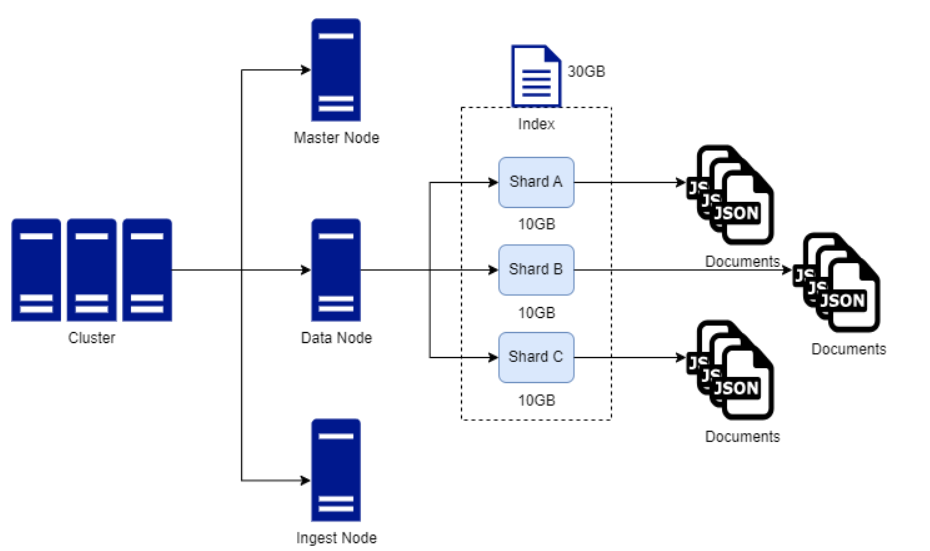 Master Node
30GB
Index
Shard A
10GB
JS
JS
JSON
Documents
Cluster
Data Node
Shard B
10GB
JS
JS
JSON
Documents
Shard C
10GB
JS
JS
JSON
Documents
Ingest Node